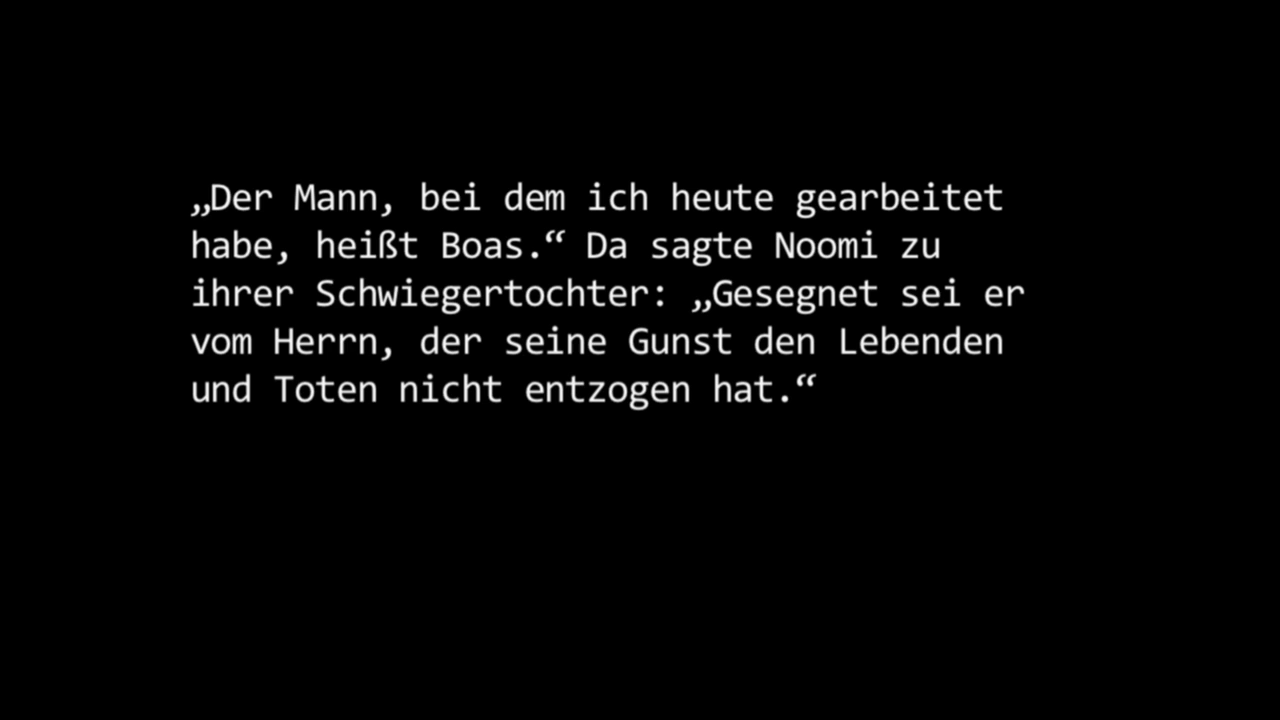 „Der Mann, bei dem ich heute gearbeitet
habe, heißt Boas.“ Da sagte Noomi zu
ihrer Schwiegertochter: „Gesegnet sei er
vom Herrn, der seine Gunst den Lebenden
und Toten nicht entzogen hat.“